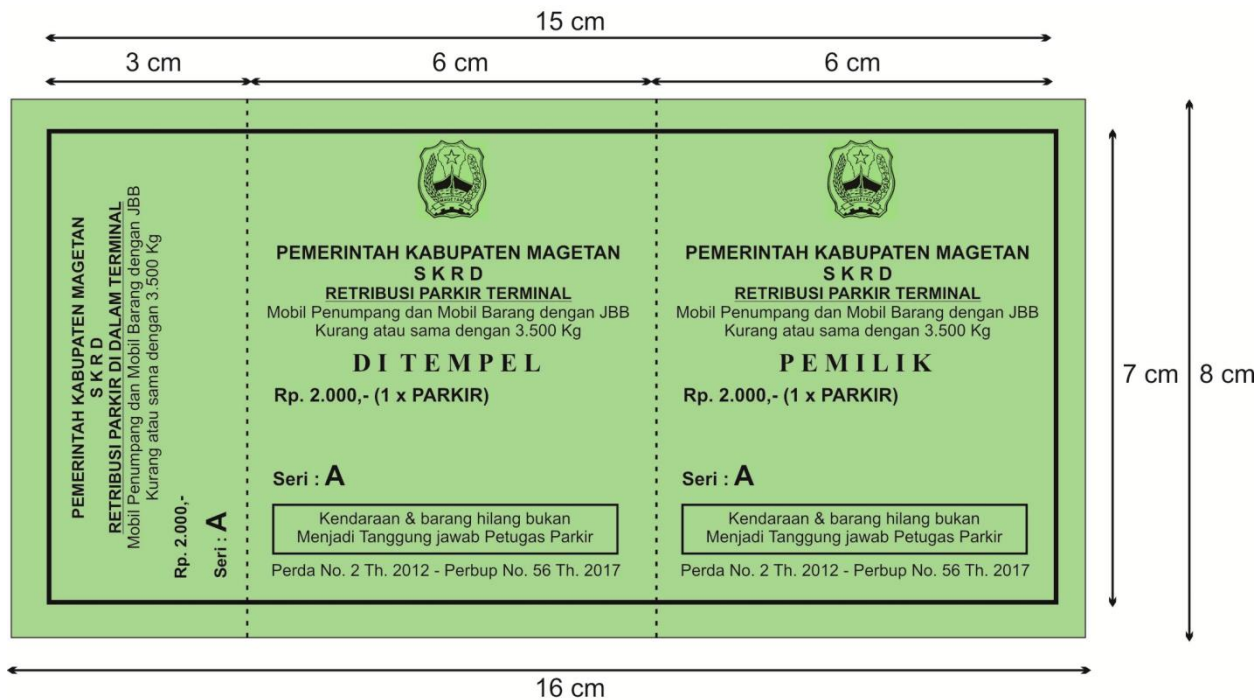 15 cm
3 cm
6 cm
6 cm
PEMERINTAH KABUPATEN MAGETAN
S K R D
RETRIBUSI PARKIR DI DALAM TERMINAL
Mobil Penumpang dan Mobil Barang dengan JBB
Kurang atau sama dengan 3.500 Kg
Rp. 2.000,-
Seri : A
MAGETAN
PEMERINTAH KABUPATEN MAGETAN
S K R D
RETRIBUSI PARKIR TERMINAL
Mobil Penumpang dan Mobil Barang dengan JBB
Kurang atau sama dengan 3.500 Kg
DI TEMPEL
Rp. 2.000,- (1 x PARKIR)
Seri : A
Kendaraan & barang hilang bukan
Menjadi Tanggung jawab Petugas Parkir
Perda No. 2 Th. 2012 - Perbup No. 56 Th. 2017
MAGETAN
PEMERINTAH KABUPATEN MAGETAN
S K R D
RETRIBUSI PARKIR TERMINAL
Mobil Penumpang dan Mobil Barang dengan JBB
Kurang atau sama dengan 3.500 Kg
PEMILIK
Rp. 2.000,- (1 x PARKIR)
Seri : A
Kendaraan & barang hilang bukan
Menjadi Tanggung jawab Petugas Parkir
Perda No. 2 Th. 2012 - Perbup No. 56 Th. 2017
7 cm
8 cm
16 cm